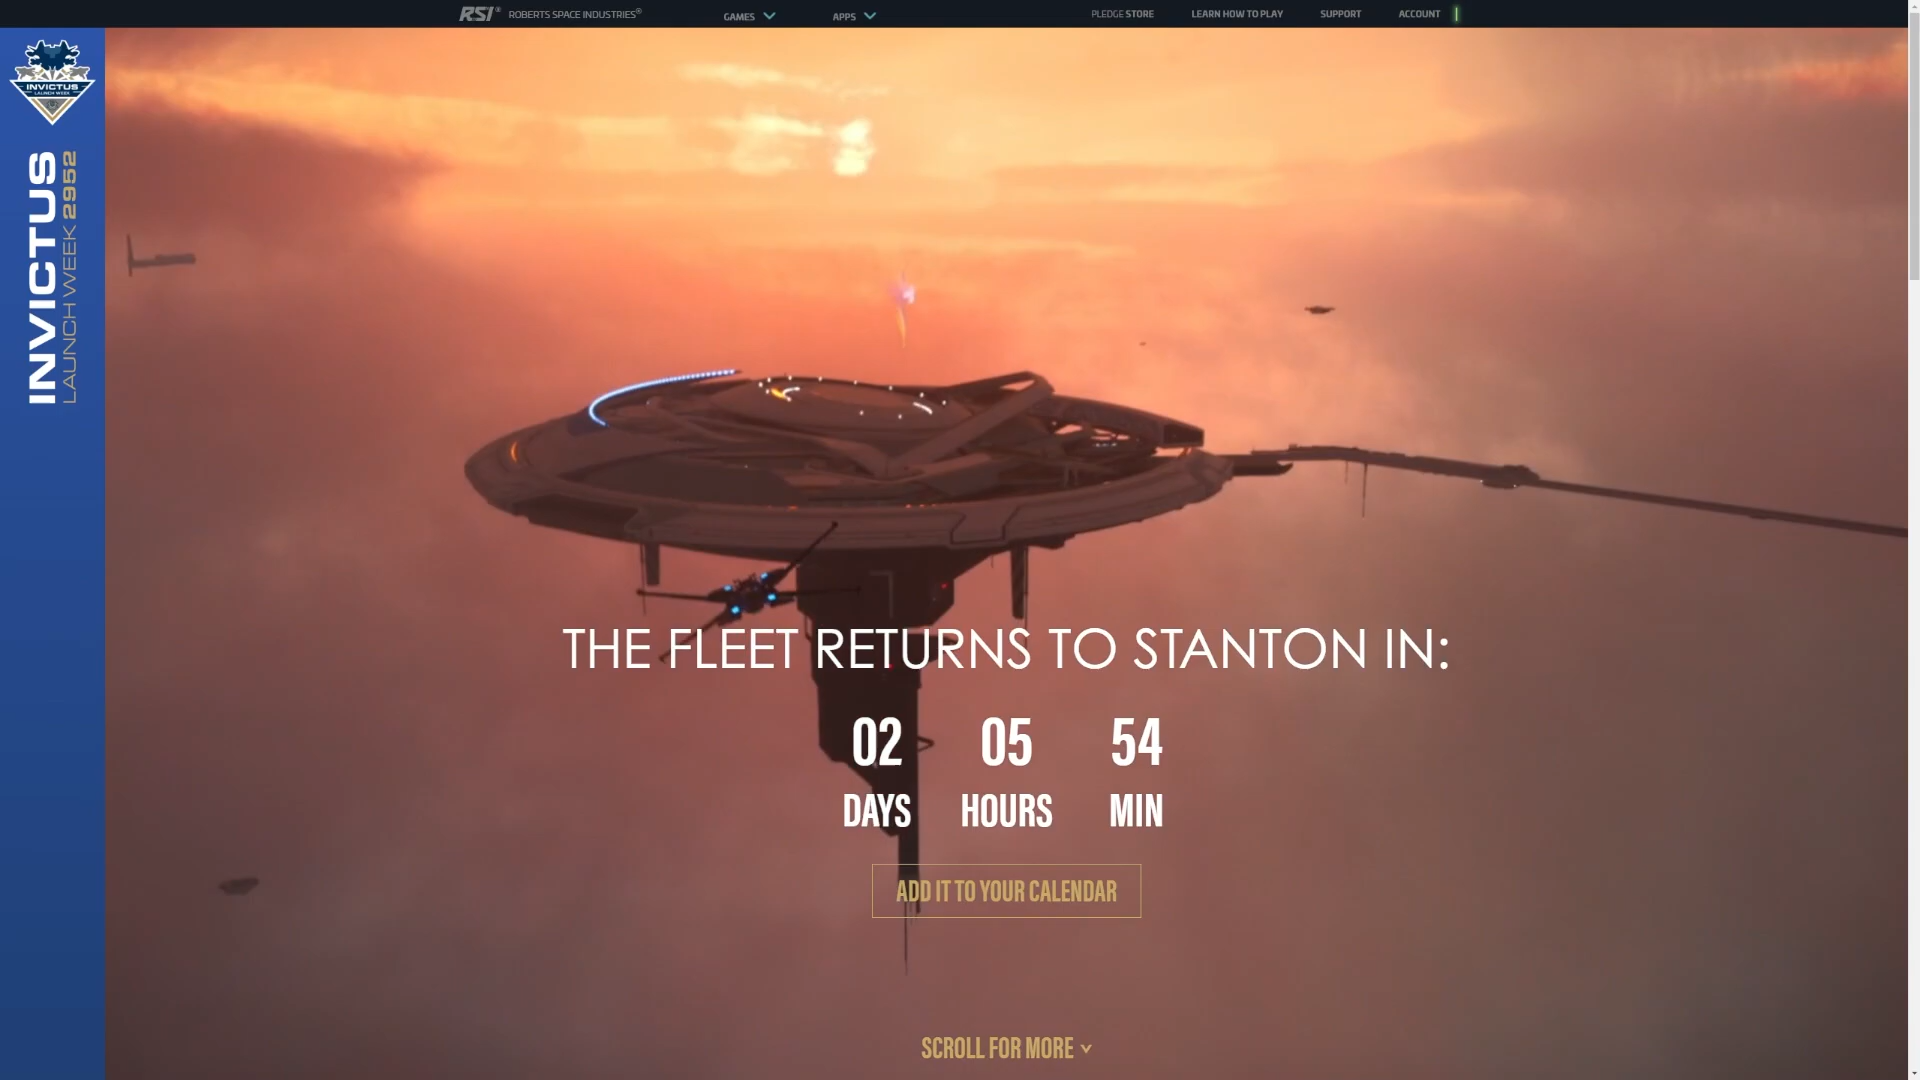 RSI® ROBERTS SPACE INDUSTRIES®
GAMES
APPS
PLEDGE STORE
LEARN HOW TO PLAY
SUPPORT
ACCOUNT
INVICTUS
LAUNCH WEEK
INVICTUS
LAUNCH WEEK 2952
THE FLEET RETURNS TO STANTON IN:
02 05 54
DAYS HOURS MIN
ADD IT TO YOUR CALENDAR
SCROLL FOR MORE